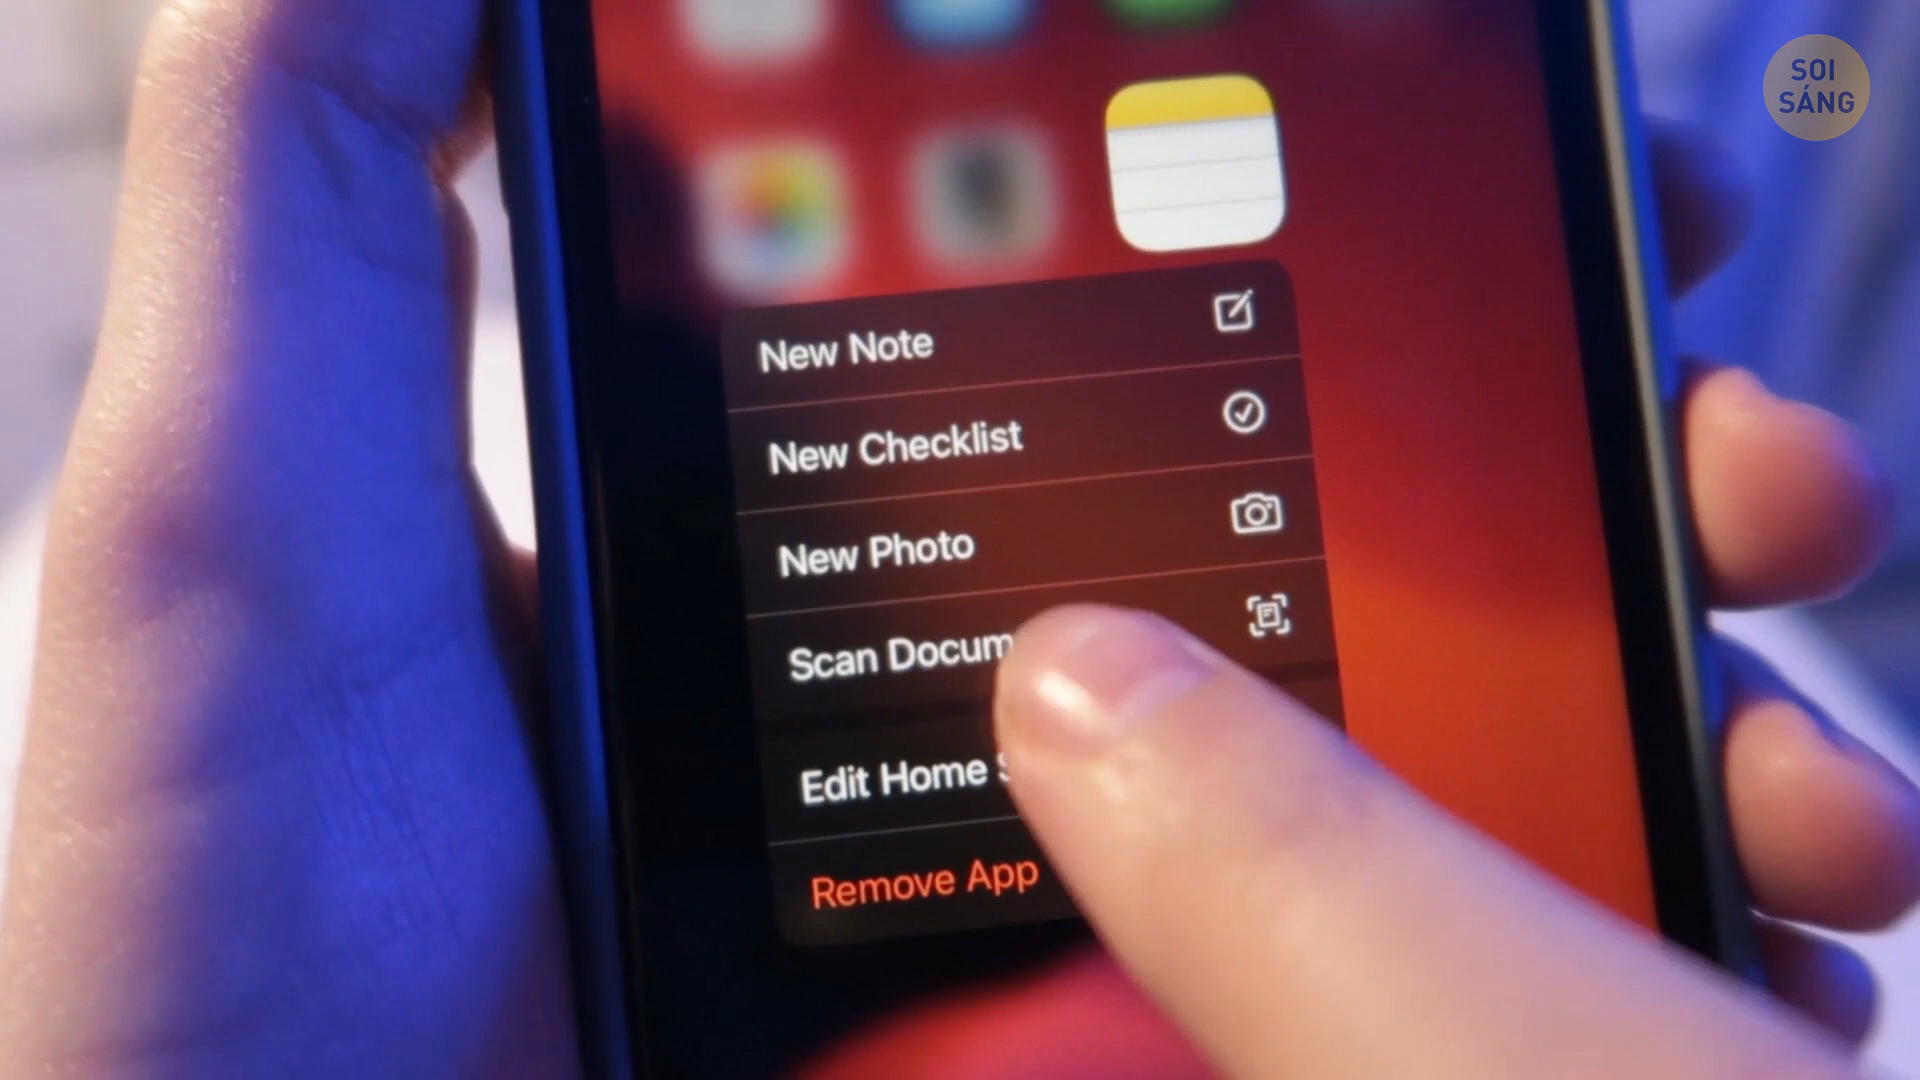 SOI
SÁNG
New Note
New Checklist
New Photo
Scan Docum
Edit Home S
Remove App